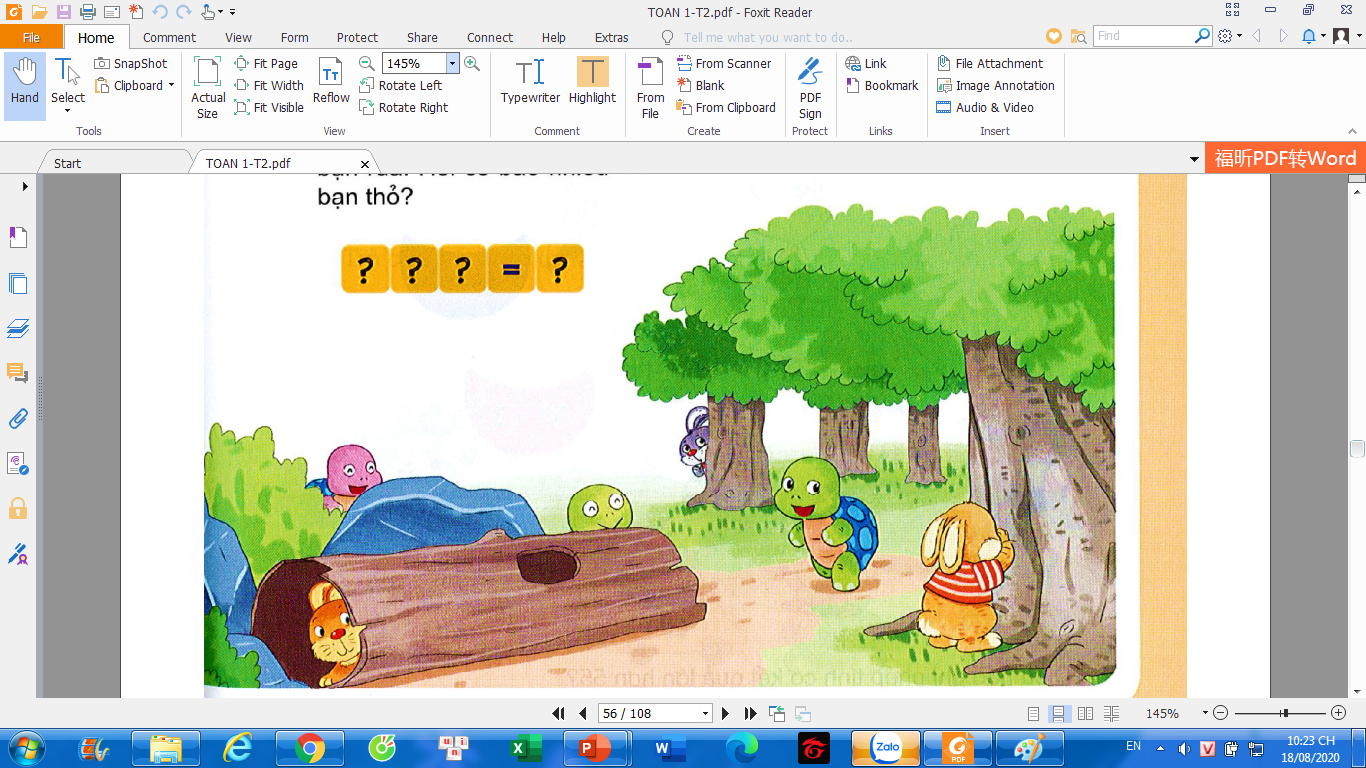 TOAN 1-T2.pdf - Foxit Reader
File Home Comment View Form Protect Share Connect Help Extras Tell me what you want to do.. Find
Hand
Select
SnapShot
Clipboard
Tools
Actual Size
Fit Page
Fit Width
Fit Visible
Reflow
145%
Rotate Left
Rotate Right
View
Typewriter
Highlight
Comment
From File
From Scanner
Blank
From Clipboard
Create
PDF Sign
Protect
Link
Bookmark
Links
File Attachment
Image Annotation
Audio & Video
Insert
Start
TOAN 1-T2.pdf
福昕PDF转Word
bạn thỏ?
? ? ? = ?
56 / 108
145%
Zalo
PDF
EN
10:23 CH
18/08/2020